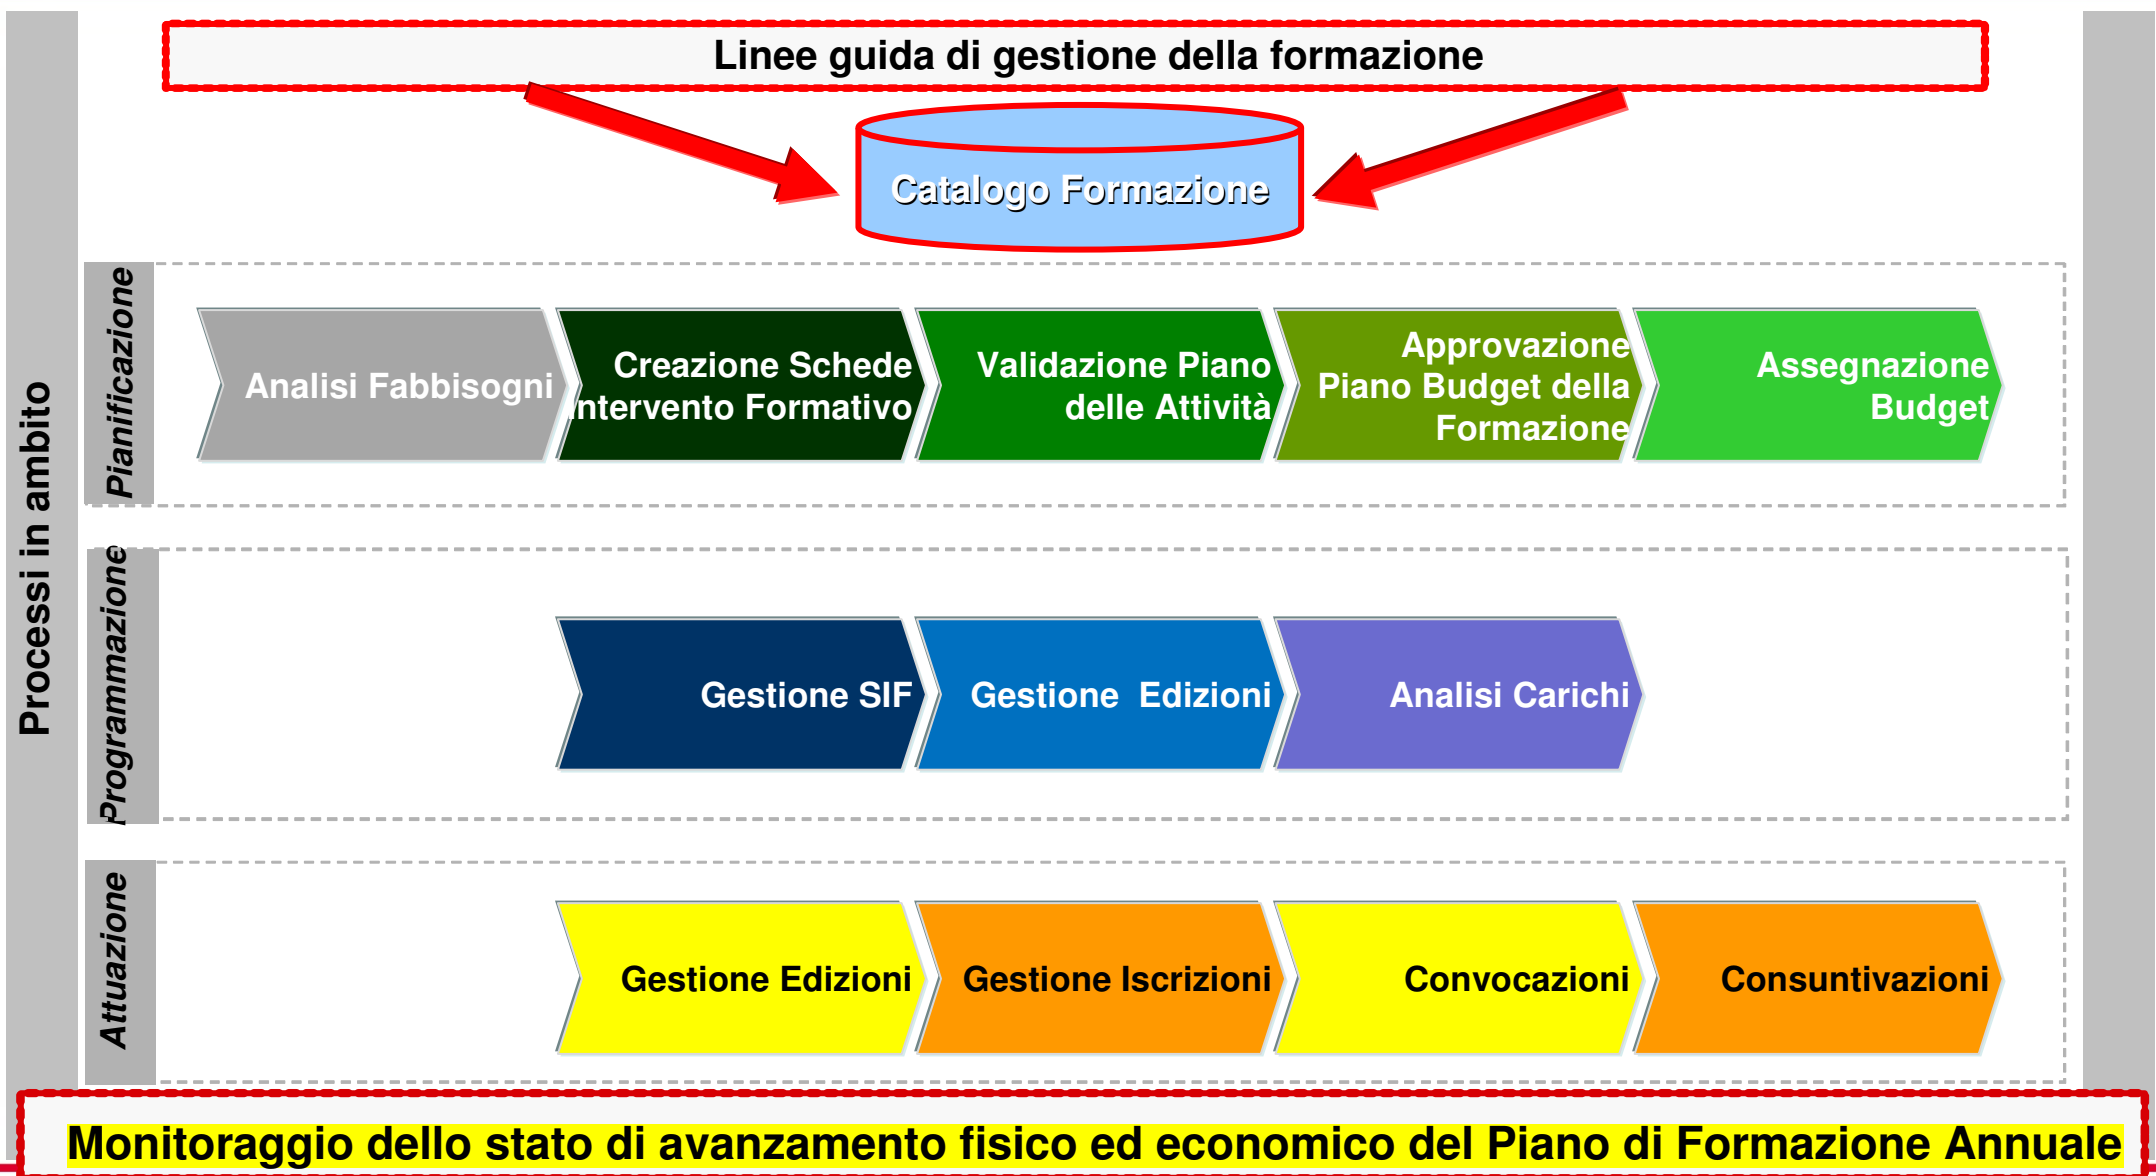 Linee guida di gestione della formazione
Catalogo Formazione
Processi in ambito
Pianificazione
Analisi Fabbisogni
Creazione Schede
Intervento Formativo
Validazione Piano
delle Attività
Approvazione
Piano Budget della
Formazione
Assegnazione
Budget
Programmazione
Gestione SIF
Gestione Edizioni
Analisi Carichi
Attuazione
Gestione Edizioni
Gestione Iscrizioni
Convocazioni
Consuntivazioni
Monitoraggio dello stato di avanzamento fisico ed economico del Piano di Formazione Annuale